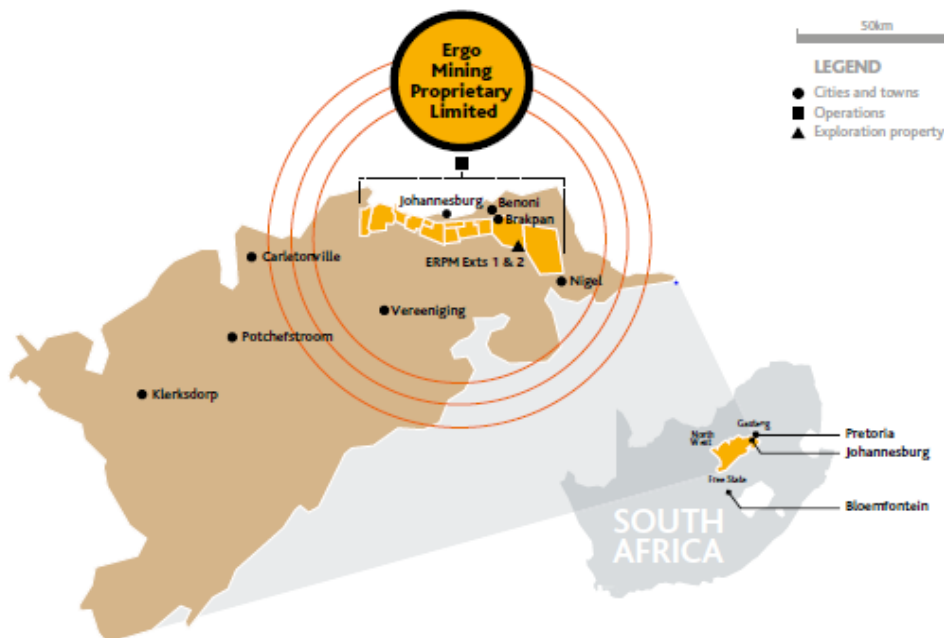 Ergo
Mining
Proprietary
Limited
50km
LEGEND
Cities and towns
Operations
Exploration property
Johannesburg
Benoni
Brakpan
Carletonville
ERPM Exts 1 & 2
Nigel
Vereeniging
Potchefstroom
Klerksdorp
Gauteng
North
West
Pretoria
Johannesburg
Free State
Bloemfontein
SOUTH
AFRICA